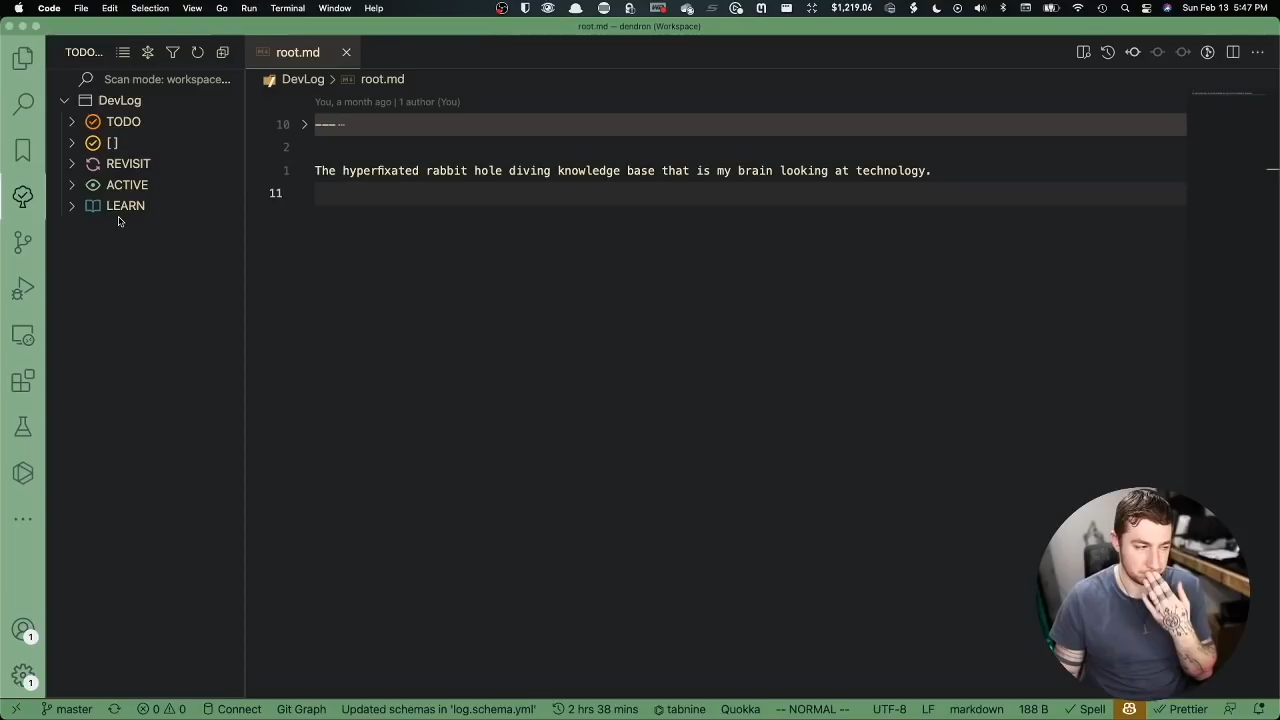 Code File Edit Selection View Go Run Terminal Window Help $1,219.06 Sun Feb 13 5:47 PM
root.md — dendron (Workspace)
TODO...
root.md
Scan mode: workspace...
DevLog > root.md
DevLog
You, a month ago | 1 author (You)
TODO
10 > ---…
[]
2
REVISIT
1 The hyperfixated rabbit hole diving knowledge base that is my brain looking at technology.
ACTIVE
11
LEARN
1
1
master 0 0 Connect Git Graph Updated schemas in 'log.schema.yml' 2 hrs 38 mins tabnine Quokka -- NORMAL -- UTF-8 LF markdown 188 B Spell Prettier